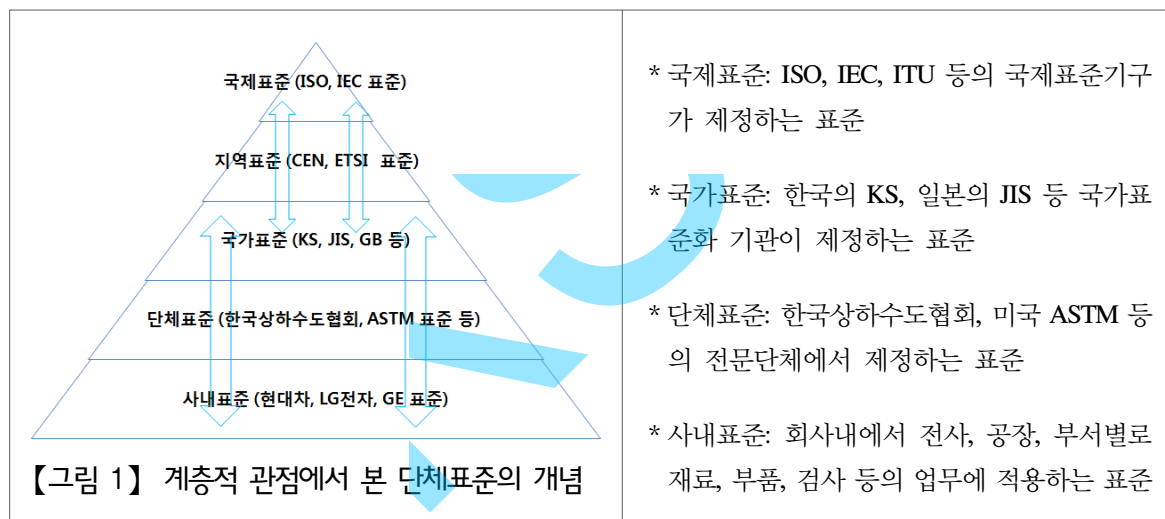 국제표준 (ISO, IEC 표준)
지역표준 (CEN, ETSI 표준)
국가표준 (KS, JIS, GB 등)
단체표준 (한국상하수도협회, ASTM 표준 등)
사내표준 (현대차, LG전자, GE 표준)
【그림 1】 계층적 관점에서 본 단체표준의 개념
* 국제표준: ISO, IEC, ITU 등의 국제표준기구
가 제정하는 표준
* 국가표준: 한국의 KS, 일본의 JIS 등 국가표
준화 기관이 제정하는 표준
* 단체표준: 한국상하수도협회, 미국 ASTM 등
의 전문단체에서 제정하는 표준
* 사내표준: 회사내에서 전사, 공장, 부서별로
재료, 부품, 검사 등의 업무에 적용하는 표준